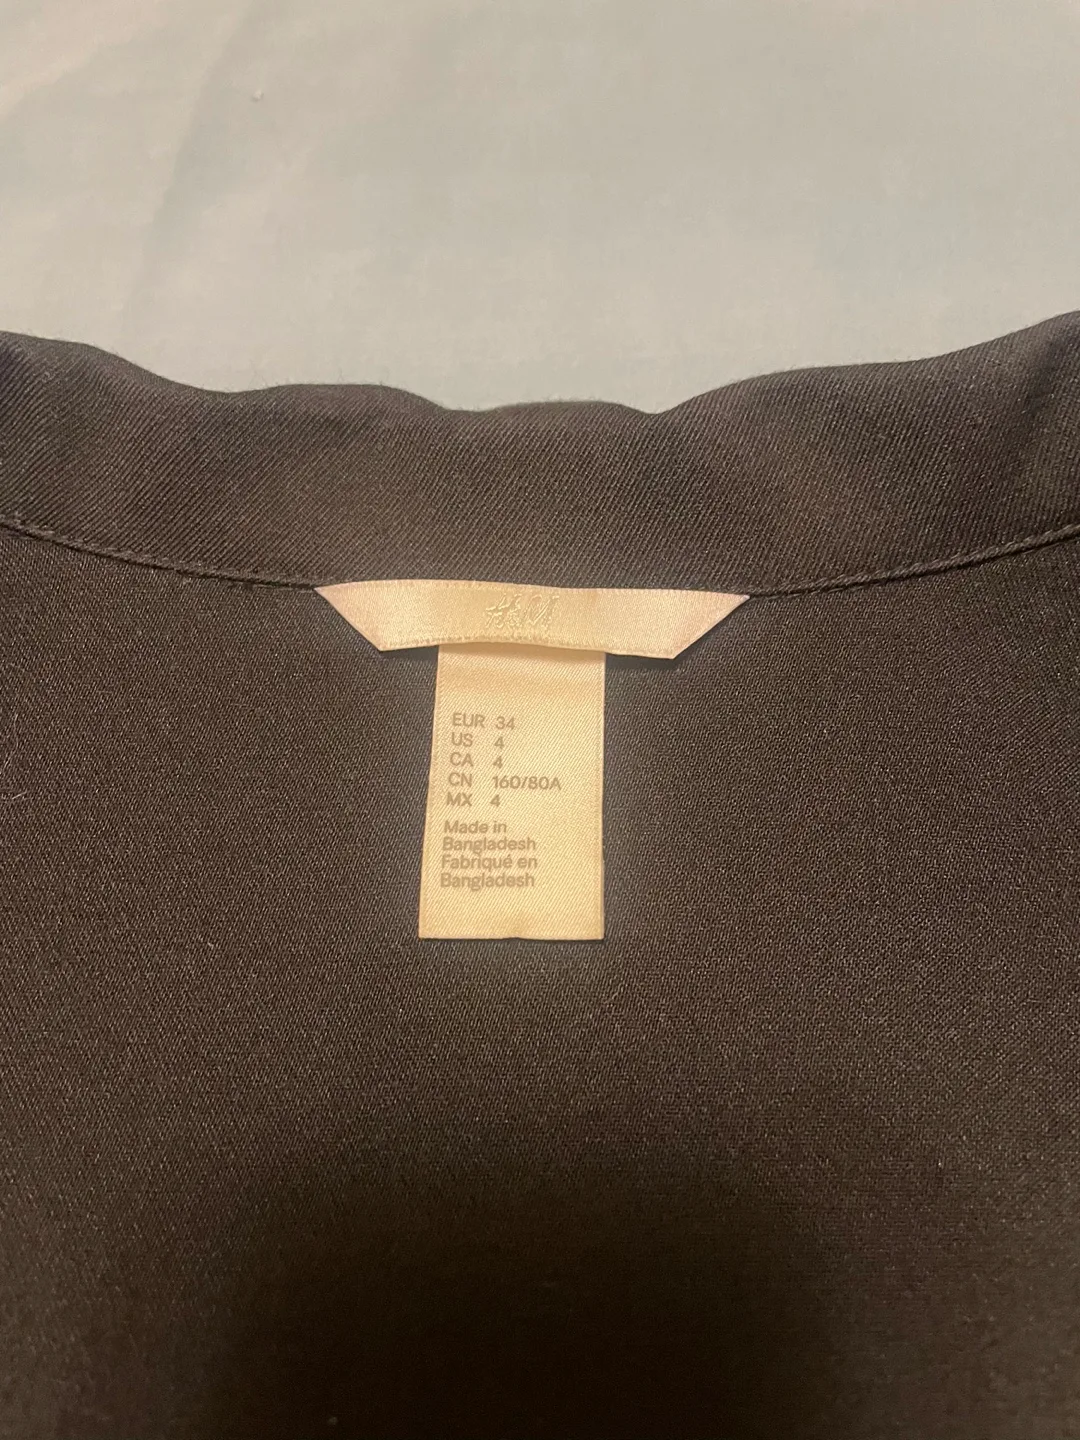 H&M
EUR 34
US 4
CA 4
CN 160/80A
MX 4
Made in
Bangladesh
Fabriqué en
Bangladesh